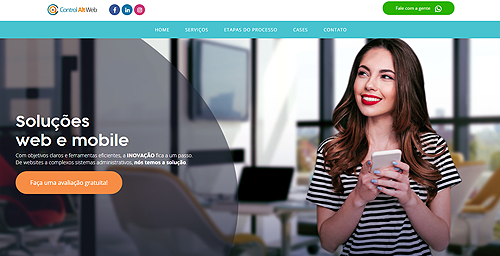 Control Alt Web
Fale com a gente
HOME SERVIÇOS ETAPAS DO PROCESSO CASES CONTATO
Soluções
web e mobile
Com objetivos claros e ferramentas eficientes, a INOVAÇÃO fica a um passo.
De websites a complexos sistemas administrativos, nós temos a solução.
Faça uma avaliação gratuita!